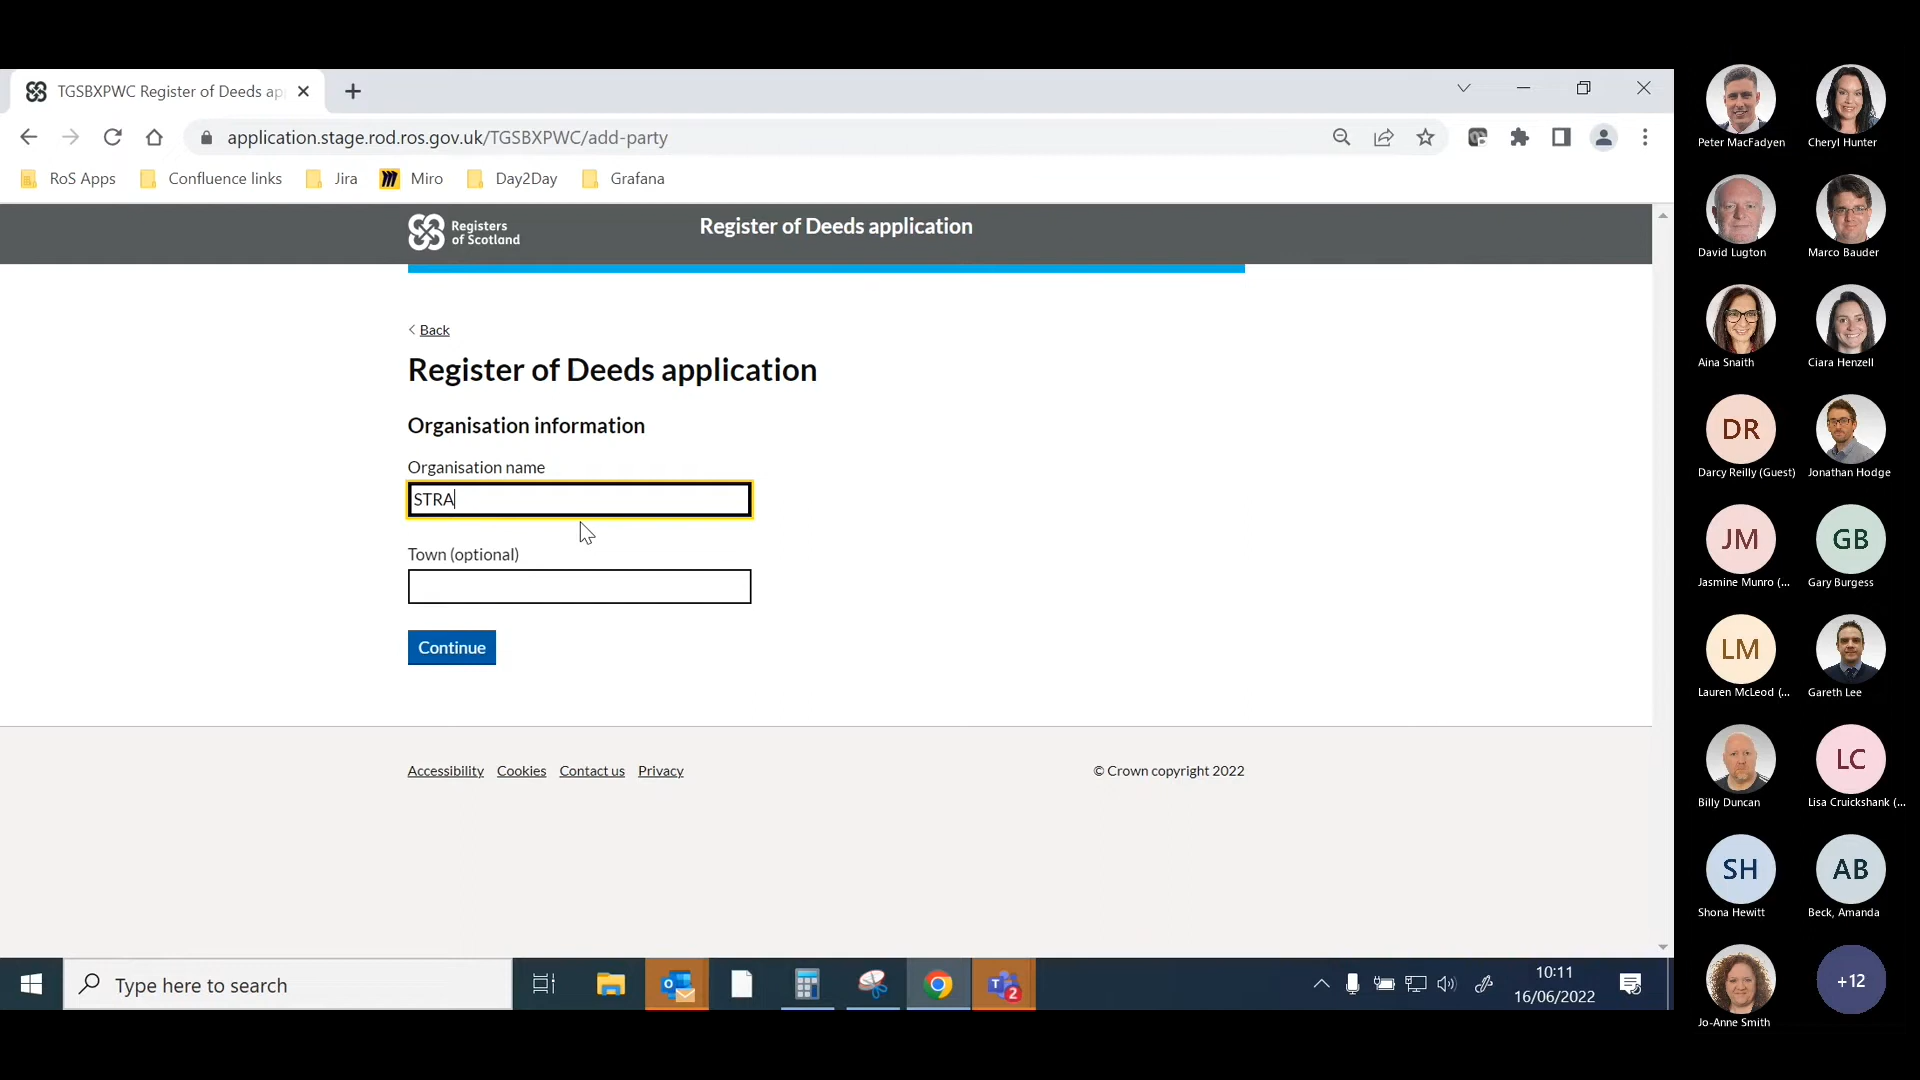 TGSBXPWC Register of Deeds ap
application.stage.rod.ros.gov.uk/TGSBXPWC/add-party
RoS Apps Confluence links Jira Miro Day2Day Grafana
Registers
of Scotland
Register of Deeds application
Back
Register of Deeds application
Organisation information
Organisation name
STRA
Town (optional)
Continue
Accessibility Cookies Contact us Privacy
© Crown copyright 2022
Type here to search
2
10:11
16/06/2022
Peter MacFadyen Cheryl Hunter
David Lugton Marco Bauder
Aina Snaith Ciara Henzell
DR
Darcy Reilly (Guest) Jonathan Hodge
JM GB
Jasmine Munro (... Gary Burgess
LM
Lauren McLeod (... Gareth Lee
LC
Billy Duncan Lisa Cruickshank (...
SH AB
Shona Hewitt Beck, Amanda
+12
Jo-Anne Smith